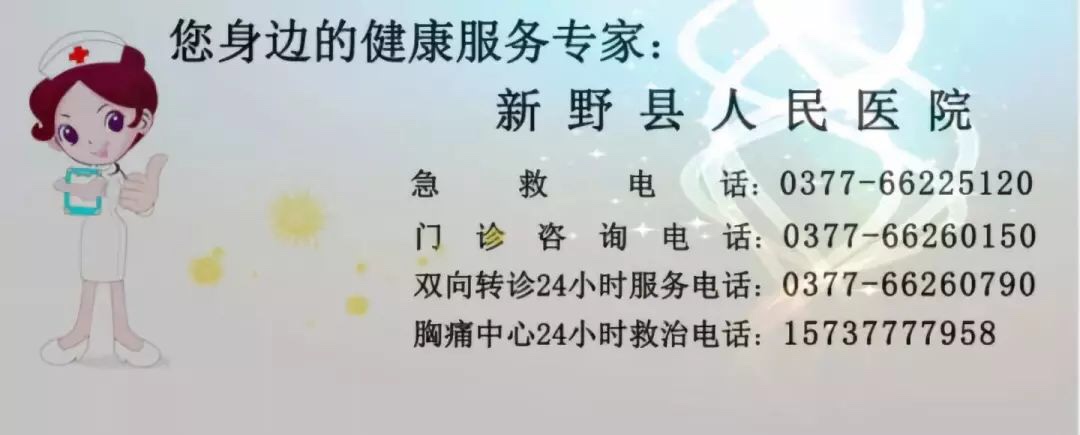 您身边的健康服务专家:
新野县人民医院
急救电话: 0377-66225120
门诊咨询电话: 0377-66260150
双向转诊24小时服务电话: 0377-66260790
胸痛中心24小时救治电话: 15737777958